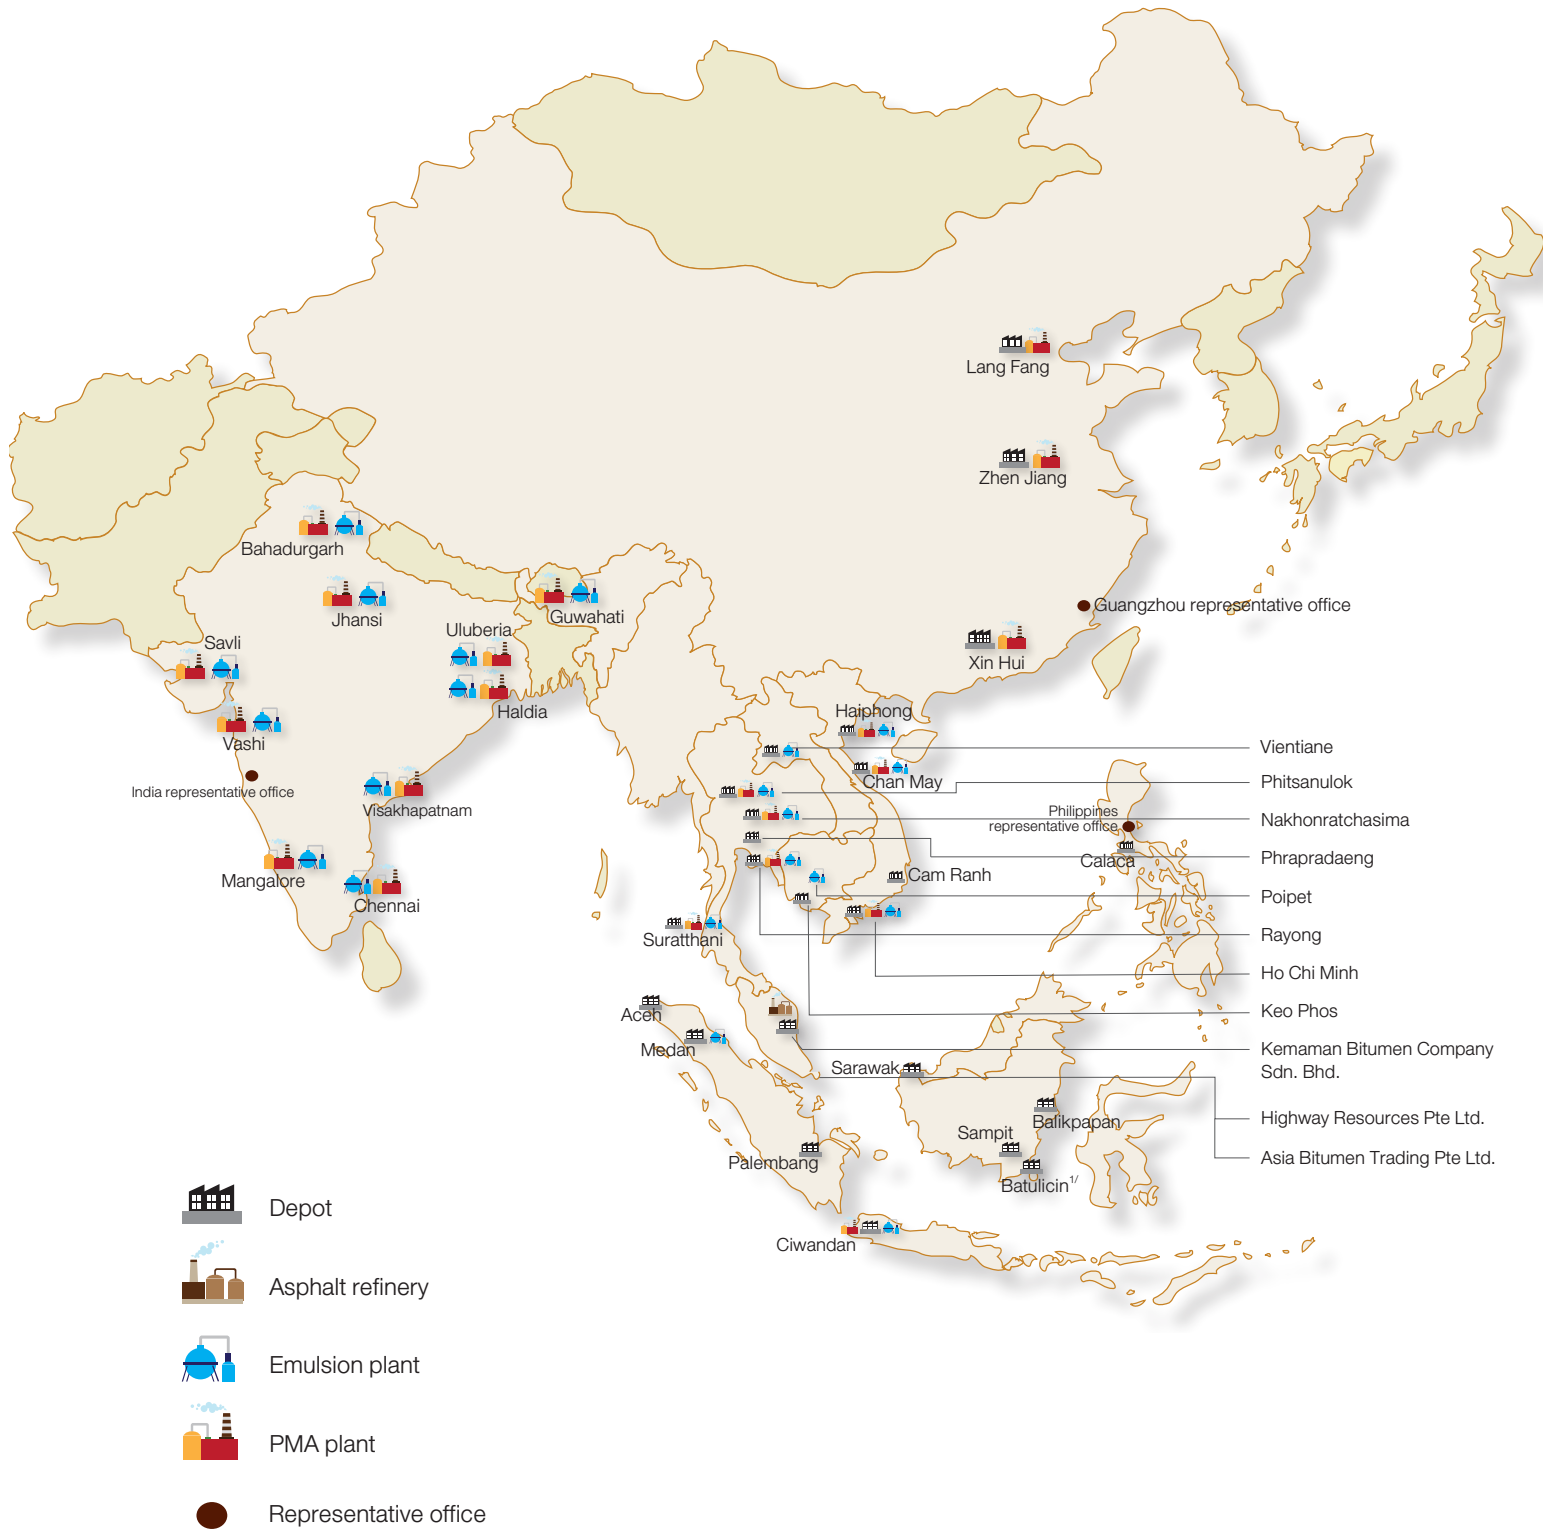 Lang Fang
Zhen Jiang
Bahadurgarh
Jhansi
Guwahati
Guangzhou representative office
Uluberia
Savli
Xin Hui
Haldia
Haiphong
Vashi
Vientiane
India representative office
Chan May
Phitsanulok
Visakhapatnam
Philippines
representative office
Nakhonratchasima
Calaca
Phrapradaeng
Mangalore
Cam Ranh
Chennai
Poipet
Suratthani
Rayong
Ho Chi Minh
Aceh
Keo Phos
Medan
Kemaman Bitumen Company
Sdn. Bhd.
Sarawak
Balikpapan
Highway Resources Pte Ltd.
Sampit
Palembang
Asia Bitumen Trading Pte Ltd.
Batulicin1/
Ciwandan
Depot
Asphalt refinery
Emulsion plant
PMA plant
Representative office